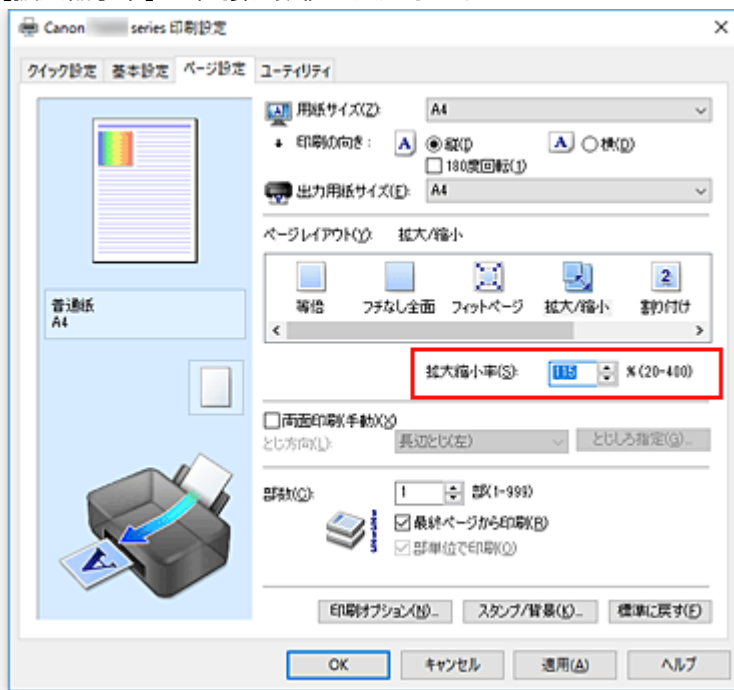 Canon series 印刷設定
クイック設定 基本設定 ページ設定 ユーティリティ
用紙サイズ(Z): A4
印刷の向き: A 縦(I) A 横(D)
180度回転(1)
出力用紙サイズ(E): A4
ページレイアウト(Y): 拡大/縮小
等倍 フチなし全面 フィットページ 拡大/縮小 割り付け
普通紙
A4
拡大縮小率(S): 115 % (20-400)
両面印刷(手動)(X)
とじ方向(L): 長辺とじ(左) とじしろ指定(G)...
部数(C): 1 部(1-999)
最終ページから印刷(R)
部単位で印刷(O)
印刷オプション(N)... スタンプ/背景(K)... 標準に戻す(F)
OK キャンセル 適用(A) ヘルプ